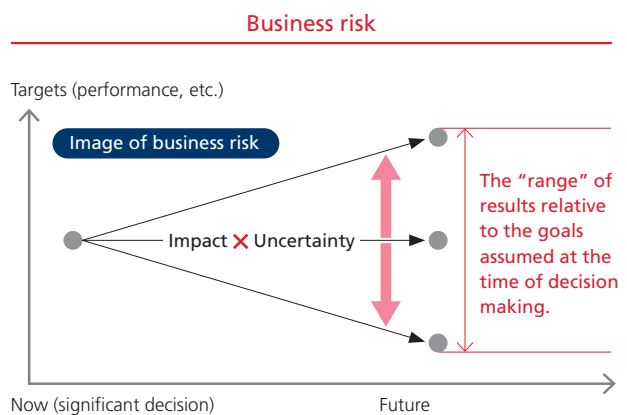 Business risk
Targets (performance, etc.)
Image of business risk
Impact × Uncertainty
The “range” of
results relative
to the goals
assumed at the
time of decision
making.
Now (significant decision)
Future